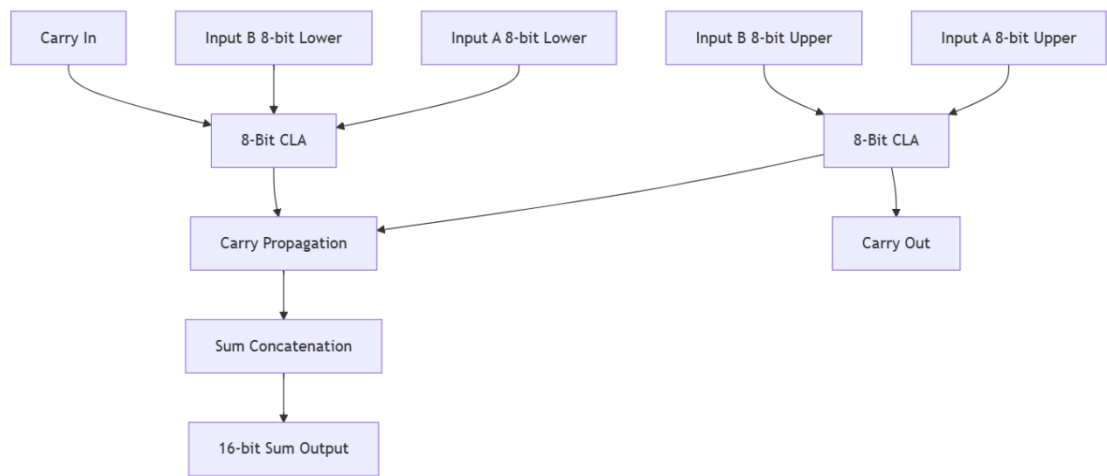 Carry In
Input B 8-bit Lower
Input A 8-bit Lower
Input B 8-bit Upper
Input A 8-bit Upper
8-Bit CLA
8-Bit CLA
Carry Propagation
Carry Out
Sum Concatenation
16-bit Sum Output